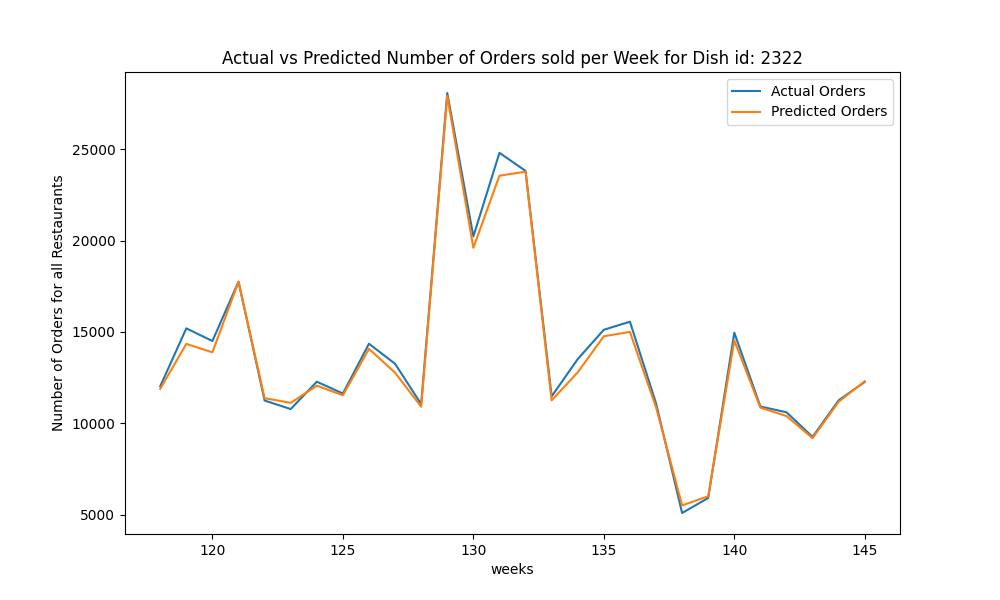 Actual vs Predicted Number of Orders sold per Week for Dish id: 2322
Actual Orders
Predicted Orders
Number of Orders for all Restaurants
25000
20000
15000
10000
5000
120 125 130 135 140 145
weeks